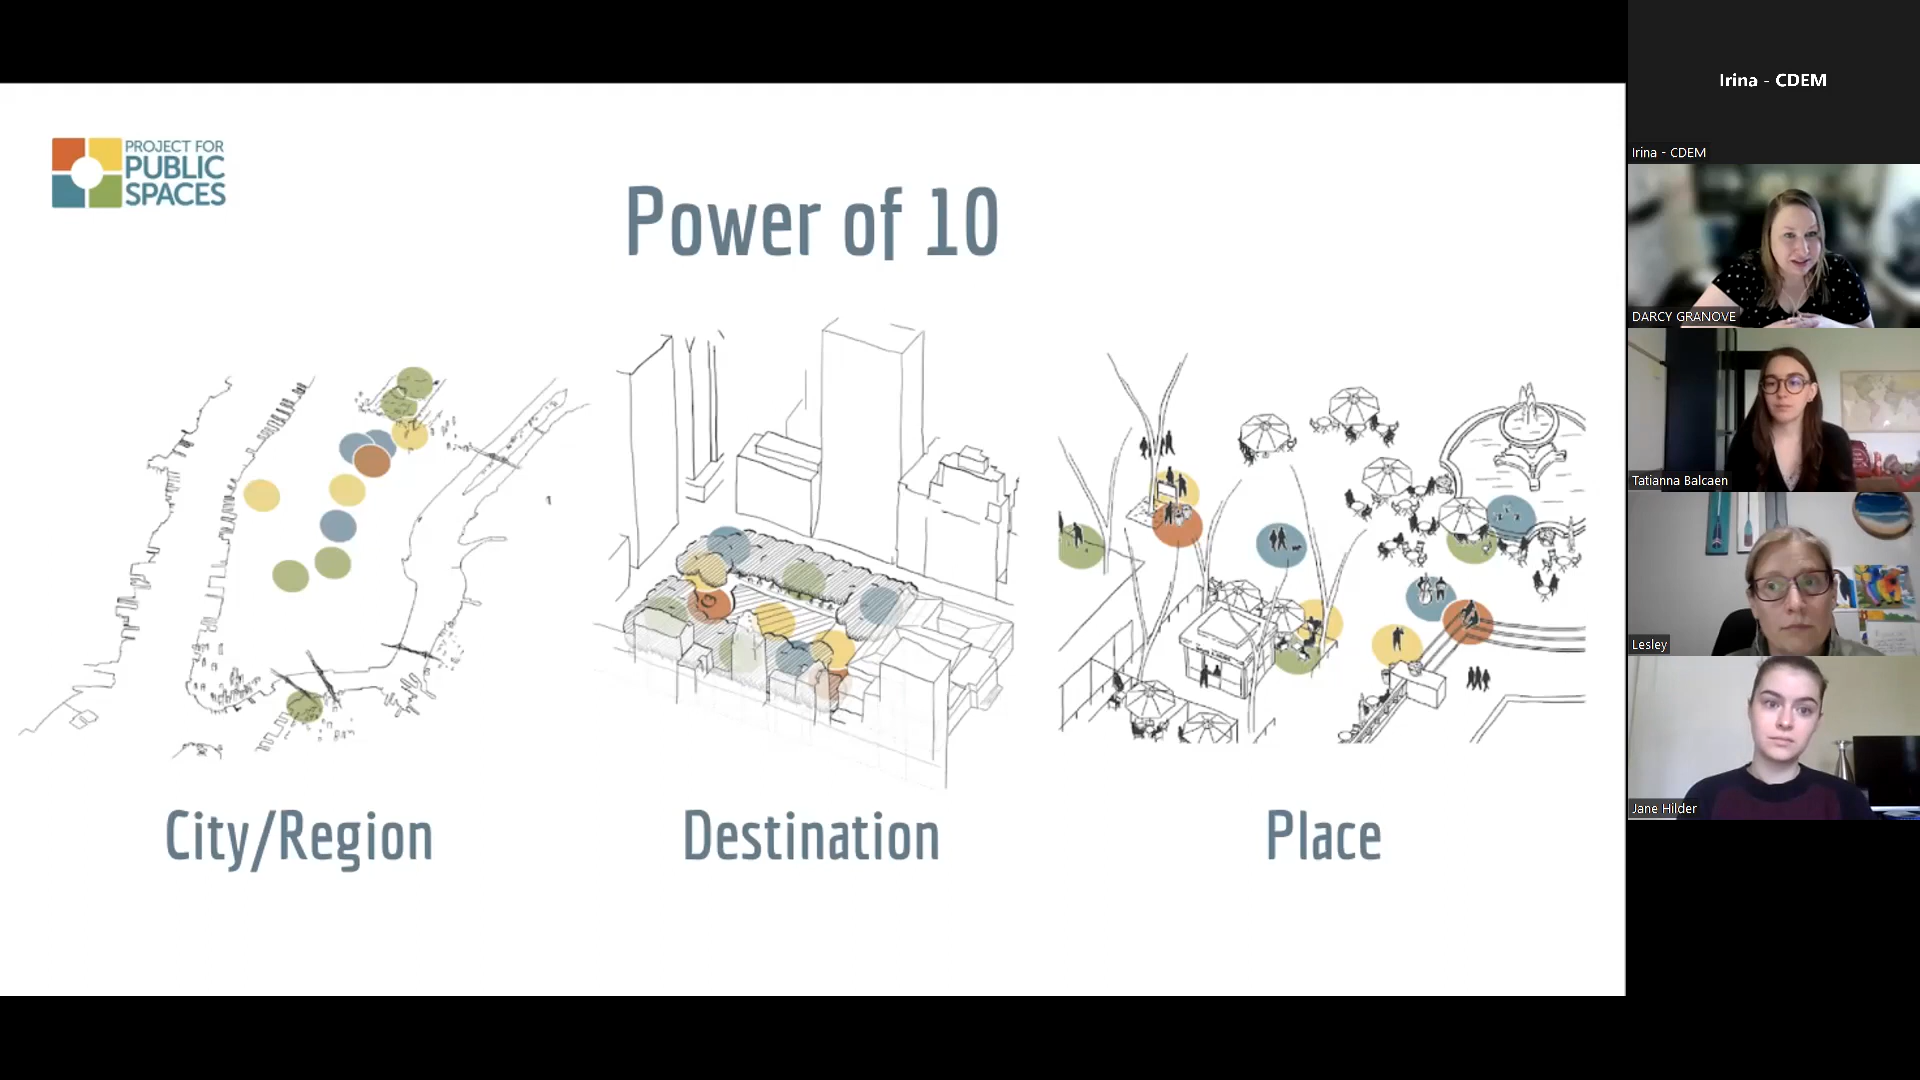 PROJECT FOR
PUBLIC
SPACES
Power of 10
City/Region
Destination
Place
Irina - CDEM
Irina - CDEM
DARCY GRANOVE
Tatianna Balcaen
Lesley
Jane Hilder